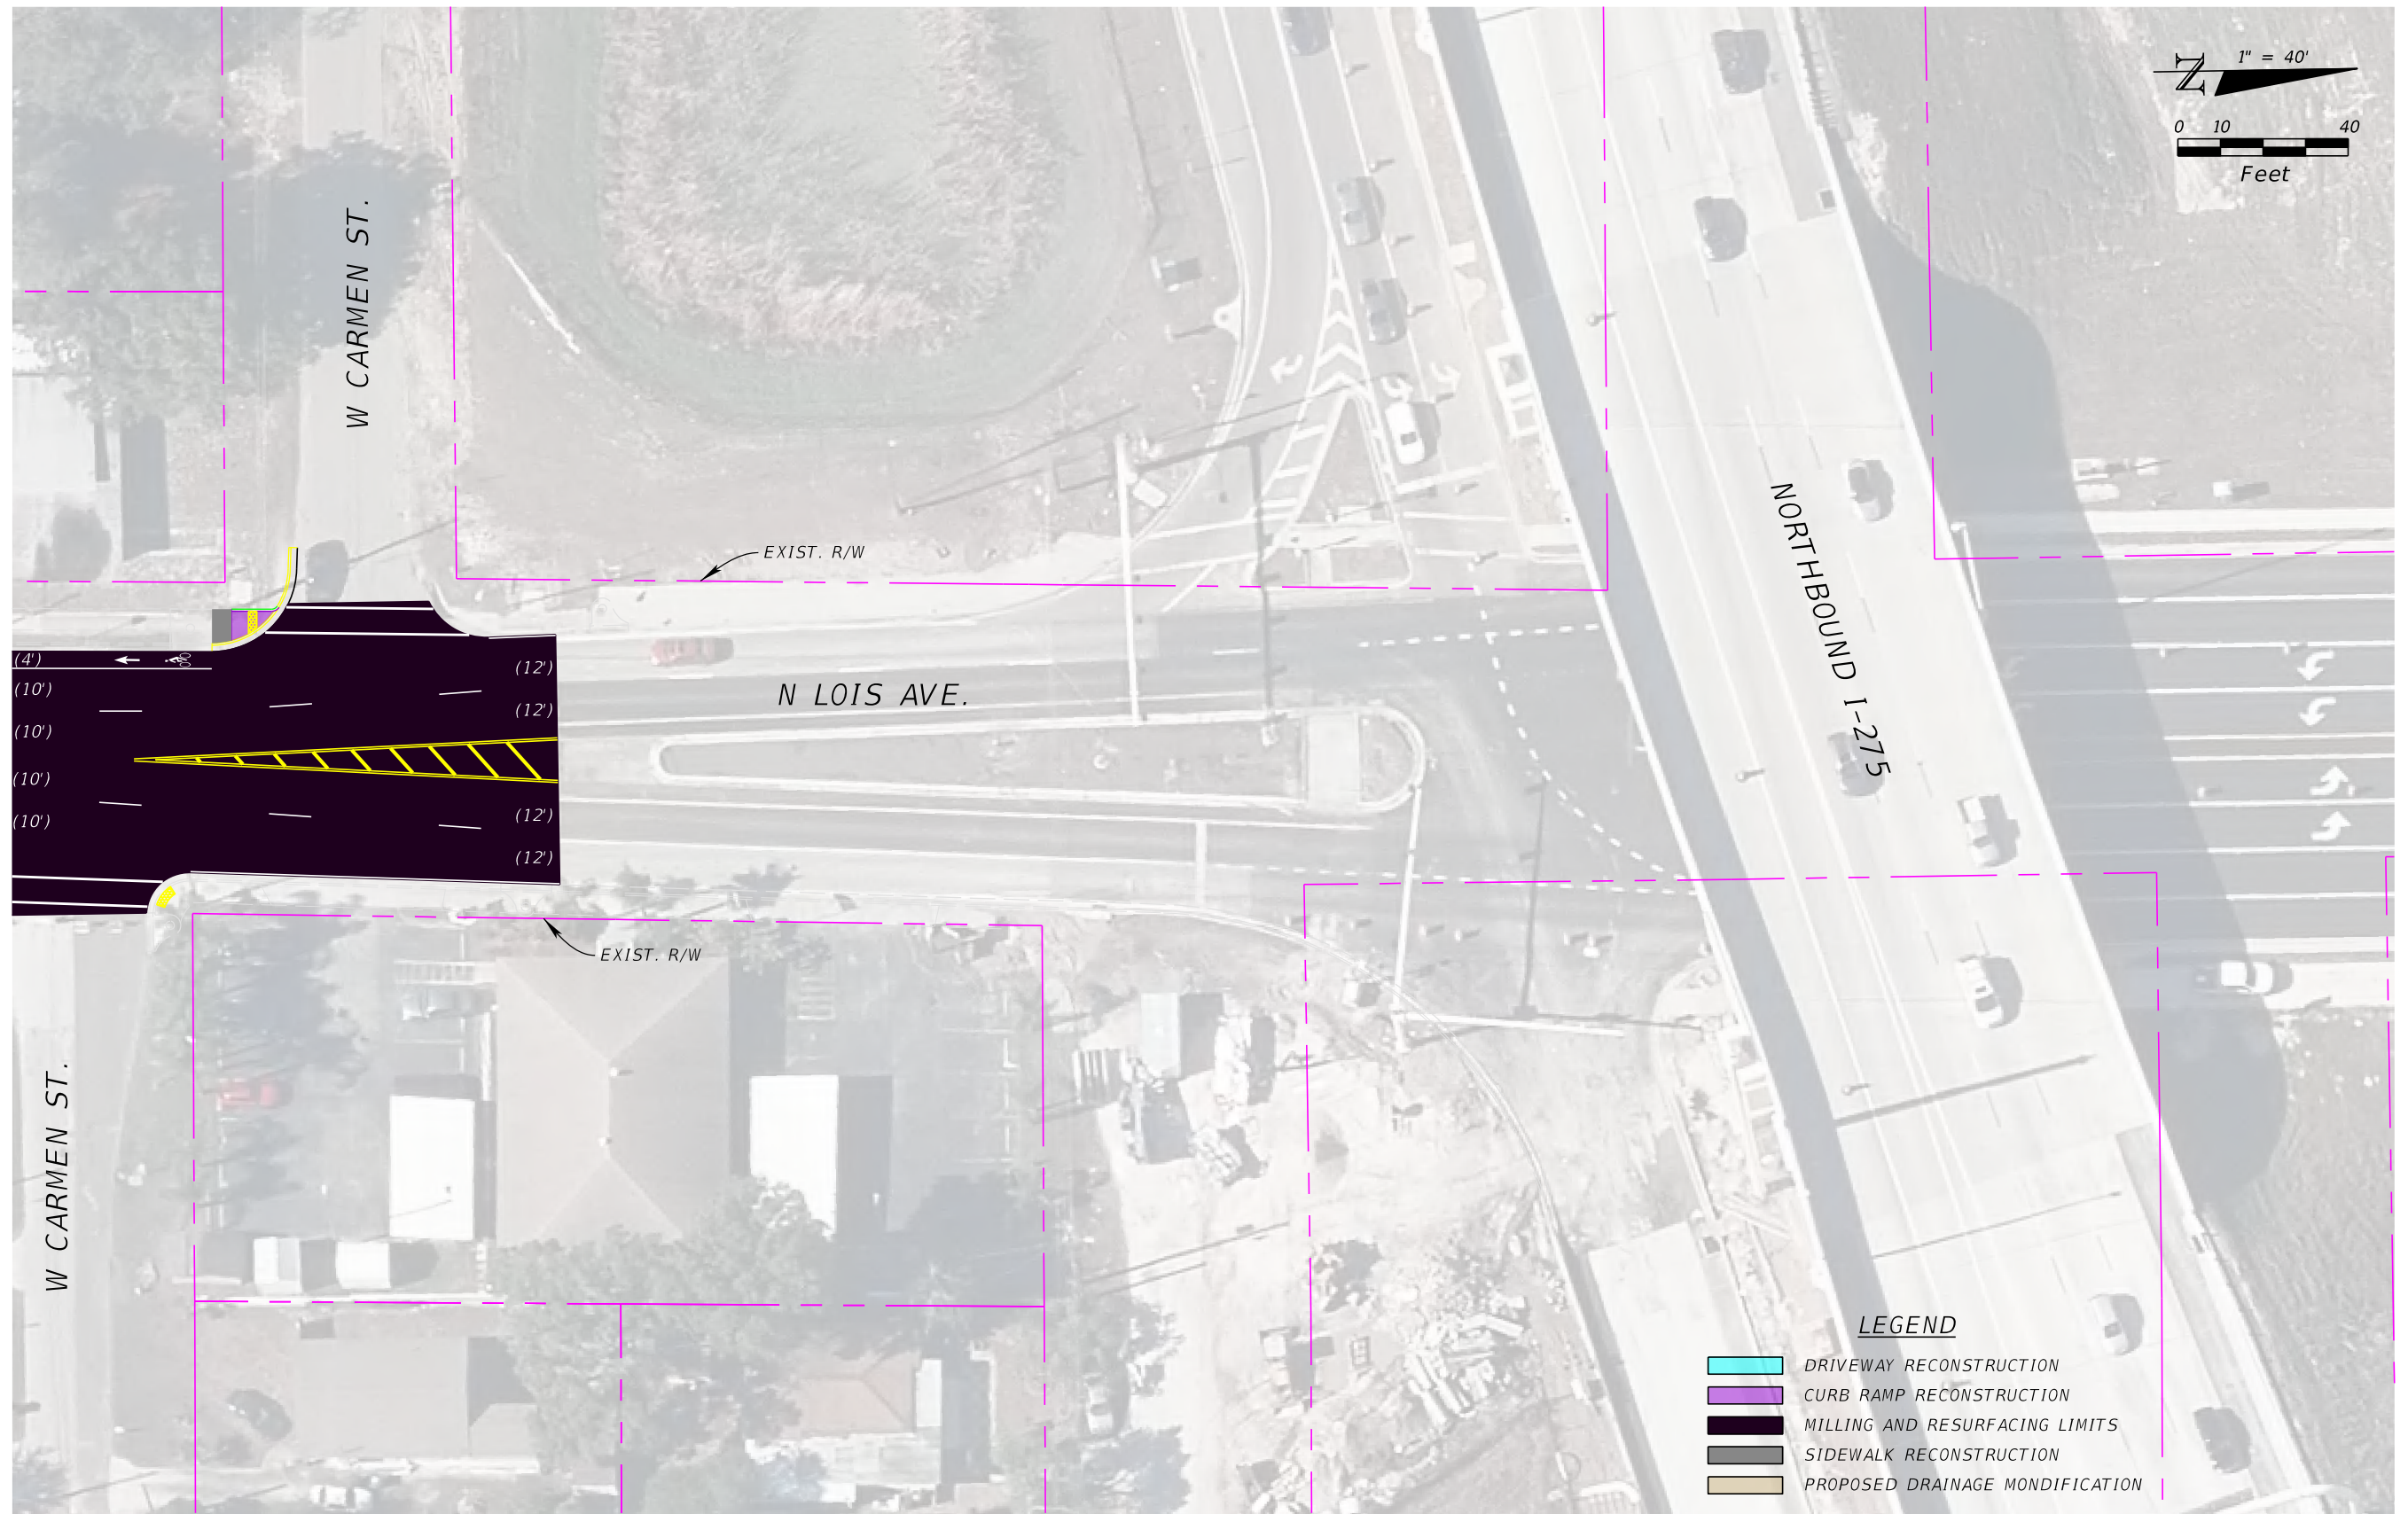 N
1" = 40'
0 10 40
Feet
W CARMEN ST.
EXIST. R/W
NORTHBOUND I-275
(4')
(12')
(10')
N LOIS AVE.
(12')
(10')
(10')
(12')
(10')
(12')
EXIST. R/W
W CARMEN ST.
LEGEND
DRIVEWAY RECONSTRUCTION
CURB RAMP RECONSTRUCTION
MILLING AND RESURFACING LIMITS
SIDEWALK RECONSTRUCTION
PROPOSED DRAINAGE MONDIFICATION